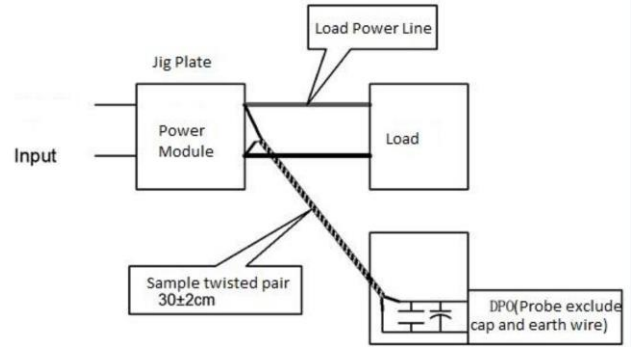 Load Power Line
Jig Plate
Power
Module
Load
Input
Sample twisted pair
30±2cm
DPO(Probe exclude
cap and earth wire)